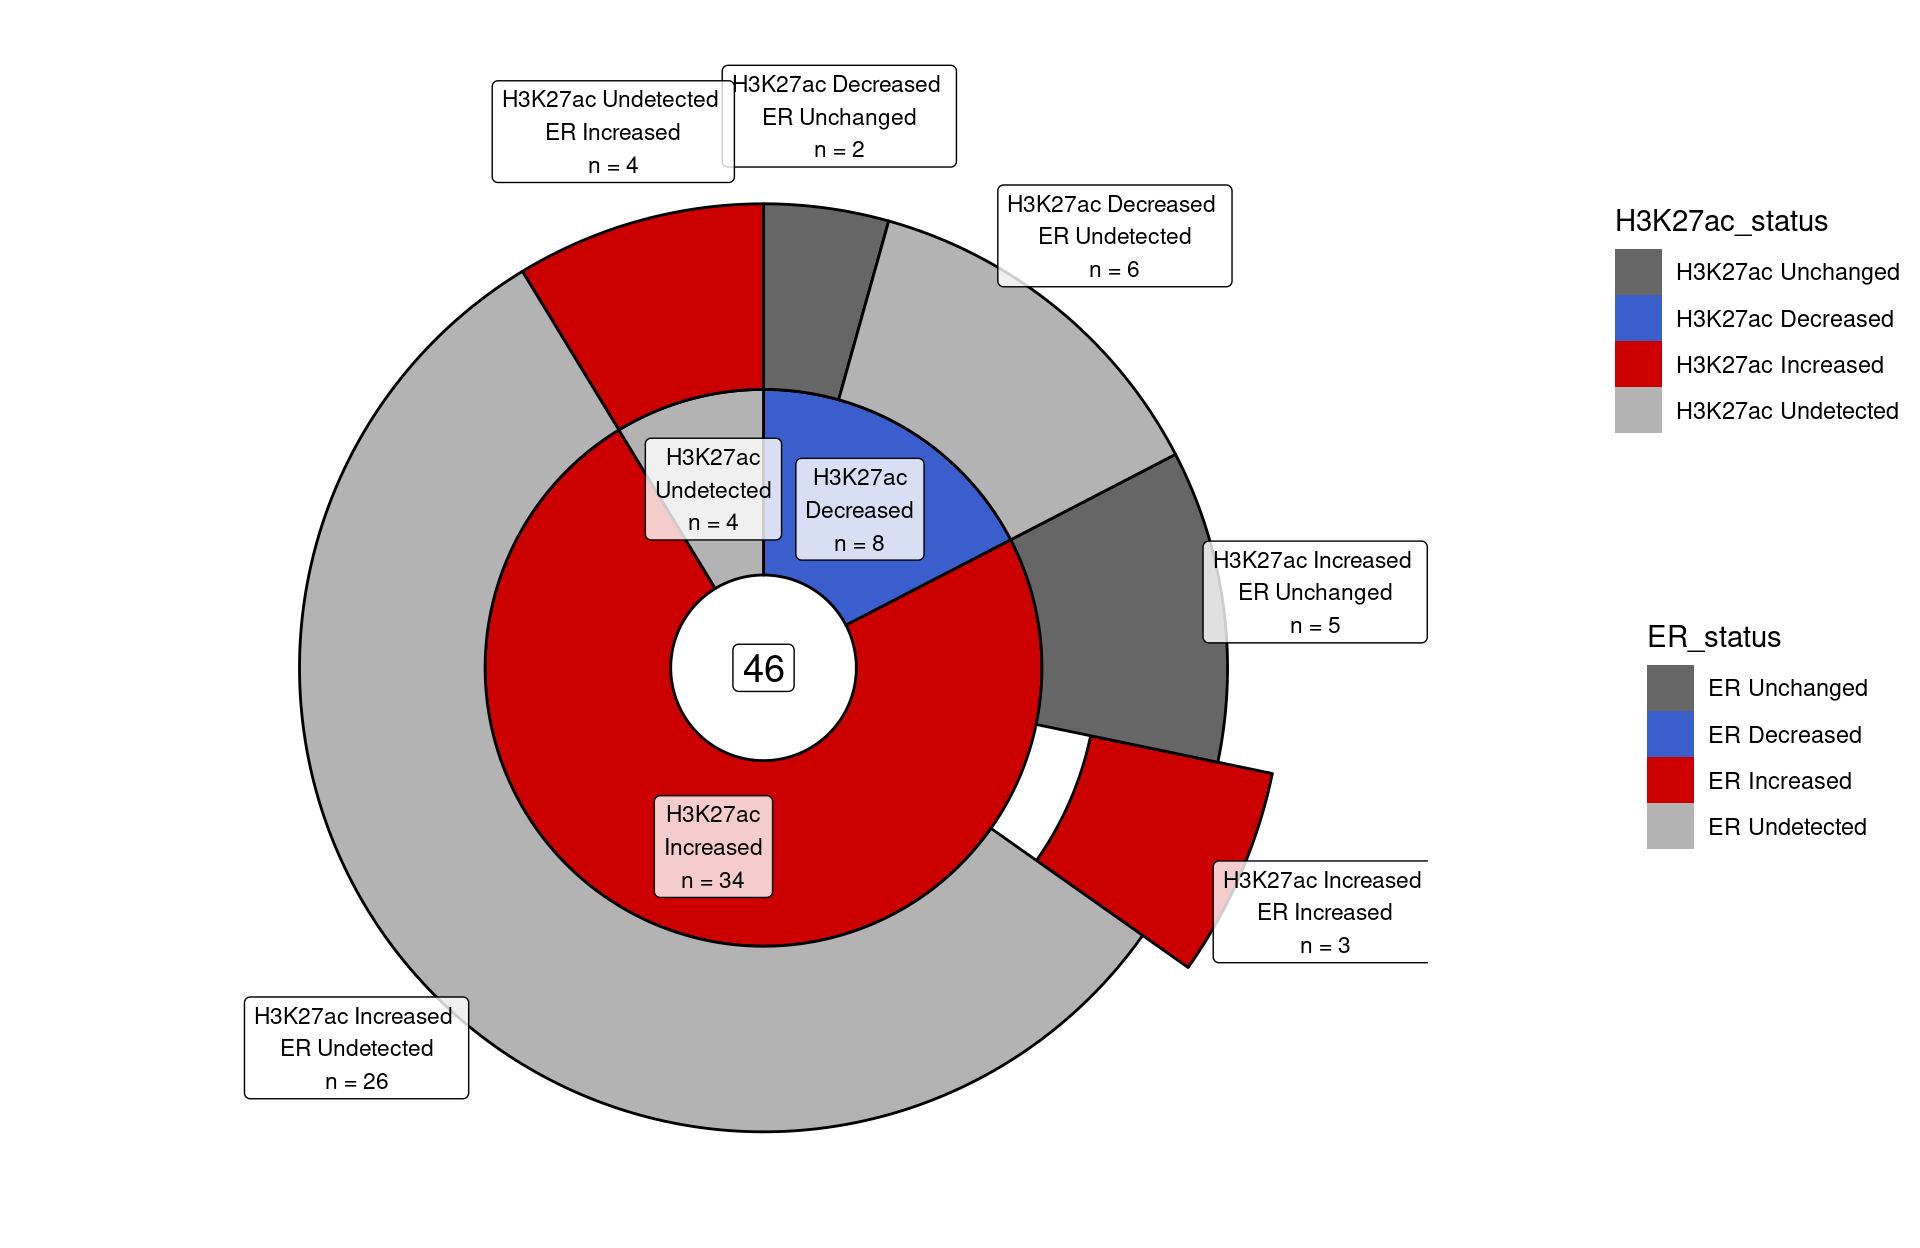 H3K27ac Undetected
ER Increased
n = 4
H3K27ac Decreased
ER Unchanged
n = 2
H3K27ac Decreased
ER Undetected
n = 6
H3K27ac
Undetected
n = 4
H3K27ac
Decreased
n = 8
H3K27ac Increased
ER Unchanged
n = 5
46
H3K27ac
Increased
n = 34
H3K27ac Increased
ER Increased
n = 3
H3K27ac Increased
ER Undetected
n = 26
H3K27ac_status
H3K27ac Unchanged
H3K27ac Decreased
H3K27ac Increased
H3K27ac Undetected
ER_status
ER Unchanged
ER Decreased
ER Increased
ER Undetected